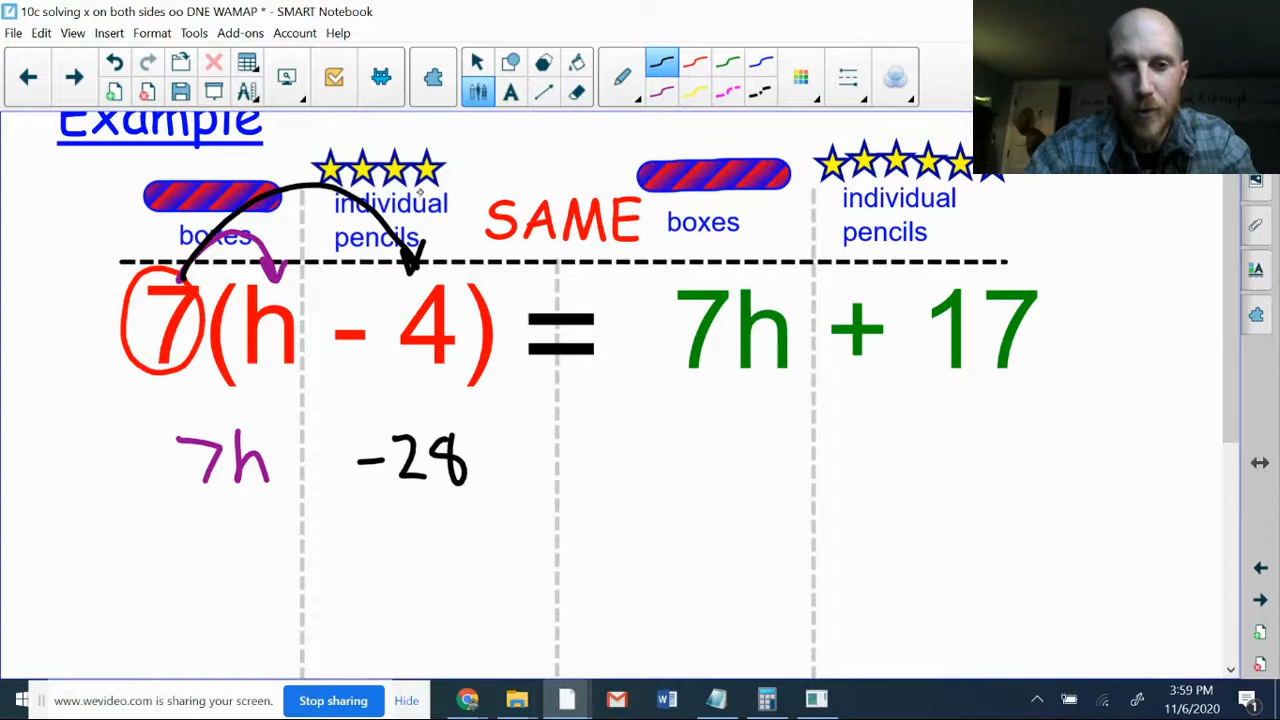 10c solving x on both sides oo DNE WAMAP * - SMART Notebook
File Edit View Insert Format Tools Add-ons Account Help
Example
individual
pencils
boxes
SAME
boxes
individual
pencils
7(h - 4) = 7h + 17
7h -28
www.wevideo.com is sharing your screen. Stop sharing Hide
3:59 PM
11/6/2020
1